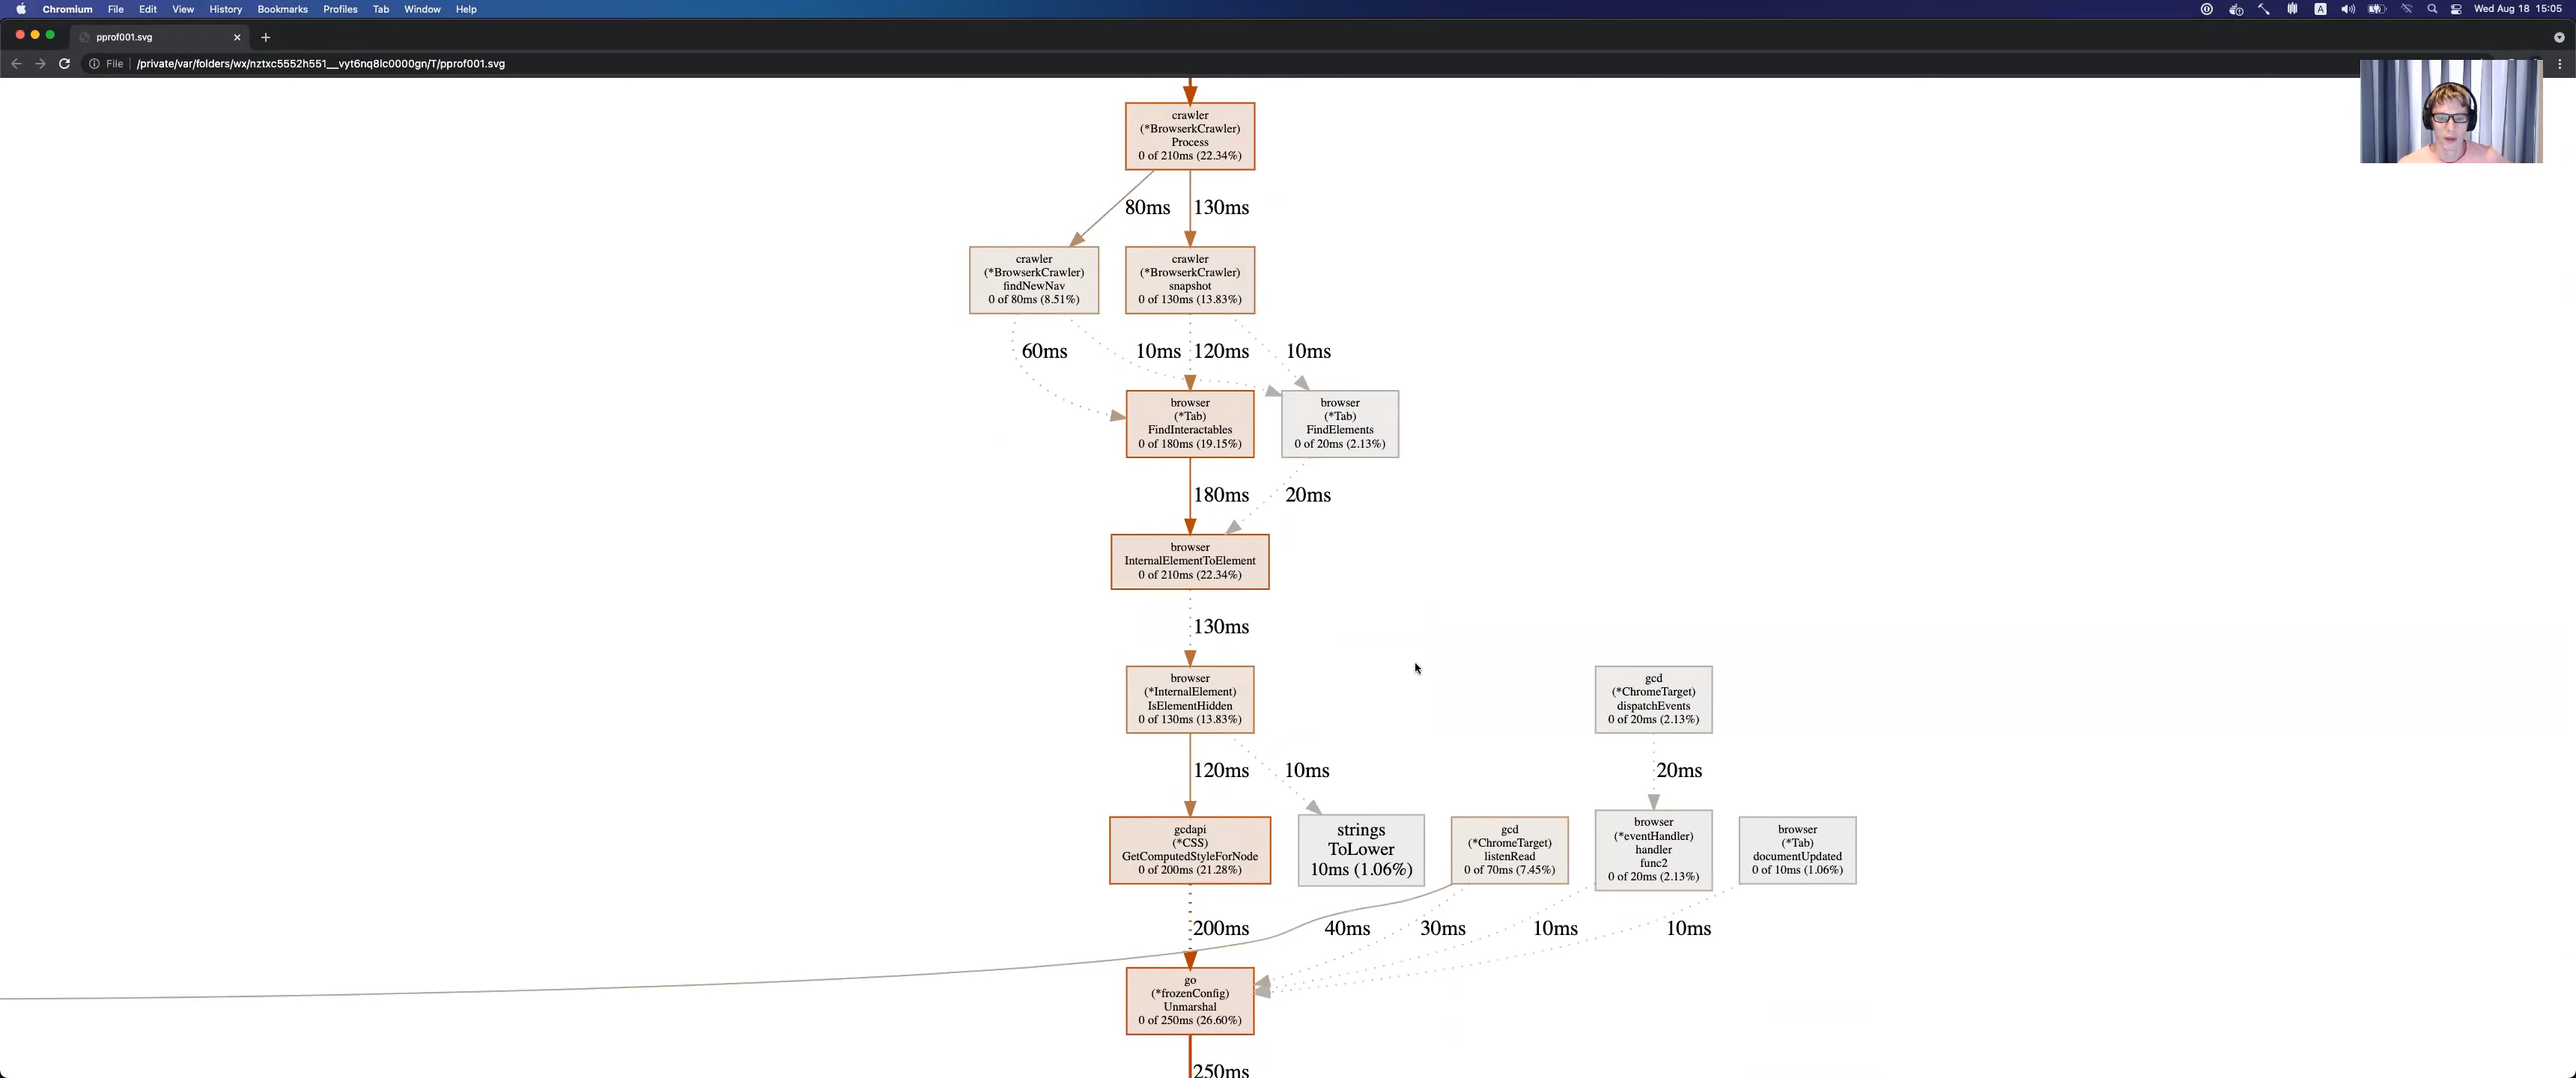 Chromium File Edit View History Bookmarks Profiles Tab Window Help
A
Wed Aug 18 15:05
pprof001.svg
File /private/var/folders/wx/nztxc5552h551__vyt6nq8lc0000gn/T/pprof001.svg
crawler
(*BrowserkCrawler)
Process
0 of 210ms (22.34%)
80ms
130ms
crawler
(*BrowserkCrawler)
findNewNav
0 of 80ms (8.51%)
crawler
(*BrowserkCrawler)
snapshot
0 of 130ms (13.83%)
60ms
10ms
120ms
10ms
browser
(*Tab)
FindInteractables
0 of 180ms (19.15%)
browser
(*Tab)
FindElements
0 of 20ms (2.13%)
180ms
20ms
browser
InternalElementToElement
0 of 210ms (22.34%)
130ms
browser
(*InternalElement)
IsElementHidden
0 of 130ms (13.83%)
gcd
(*ChromeTarget)
dispatchEvents
0 of 20ms (2.13%)
120ms
10ms
20ms
gcdapi
(*CSS)
GetComputedStyleForNode
0 of 200ms (21.28%)
strings
ToLower
10ms (1.06%)
gcd
(*ChromeTarget)
listenRead
0 of 70ms (7.45%)
browser
(*eventHandler)
handler
func2
0 of 20ms (2.13%)
browser
(*Tab)
documentUpdated
0 of 10ms (1.06%)
200ms
40ms
30ms
10ms
10ms
go
(*frozenConfig)
Unmarshal
0 of 250ms (26.60%)
250ms